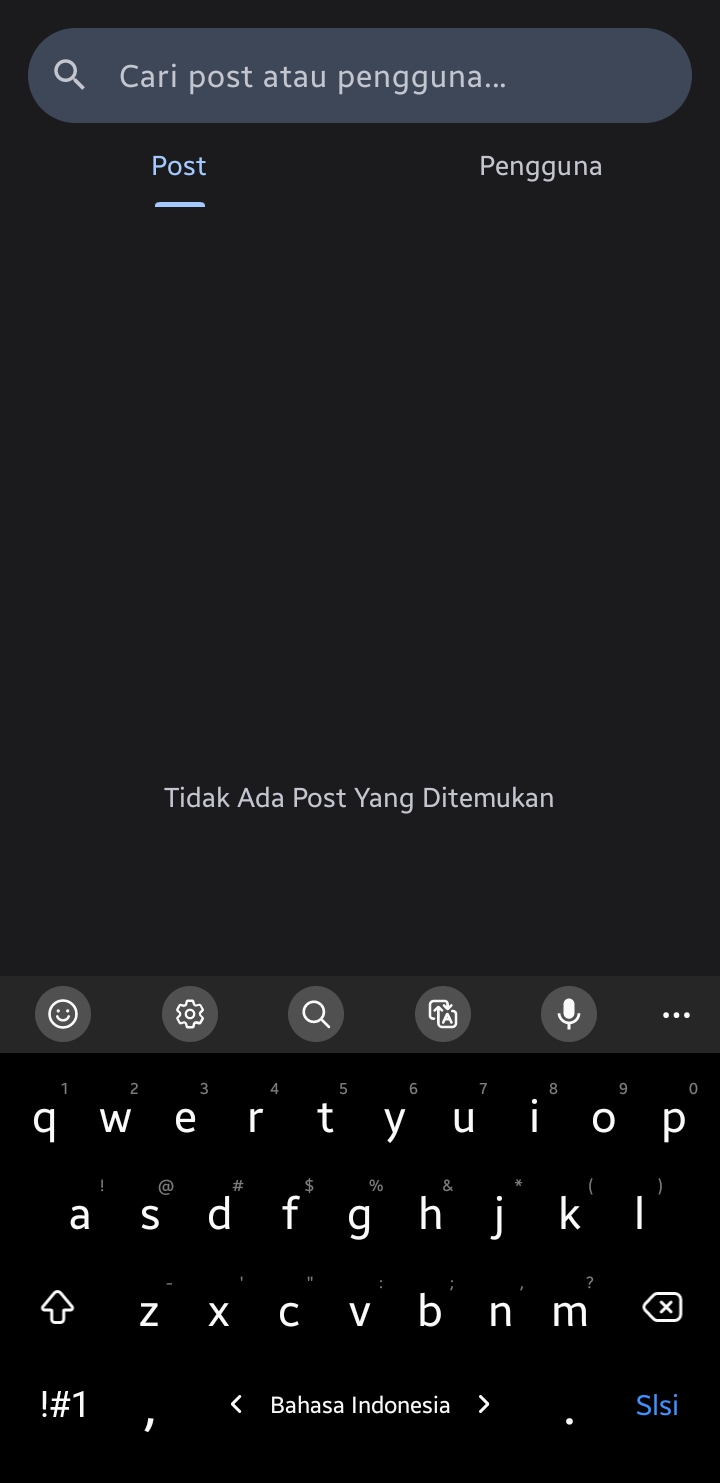 Cari post atau pengguna...
Post Pengguna
Tidak Ada Post Yang Ditemukan
1 2 3 4 5 6 7 8 9 0
q w e r t y u i o p
! @ # $ % & * ( )
a s d f g h j k l
- ' " : ; , ?
z x c v b n m
!#1 , < Bahasa Indonesia > . Slsi